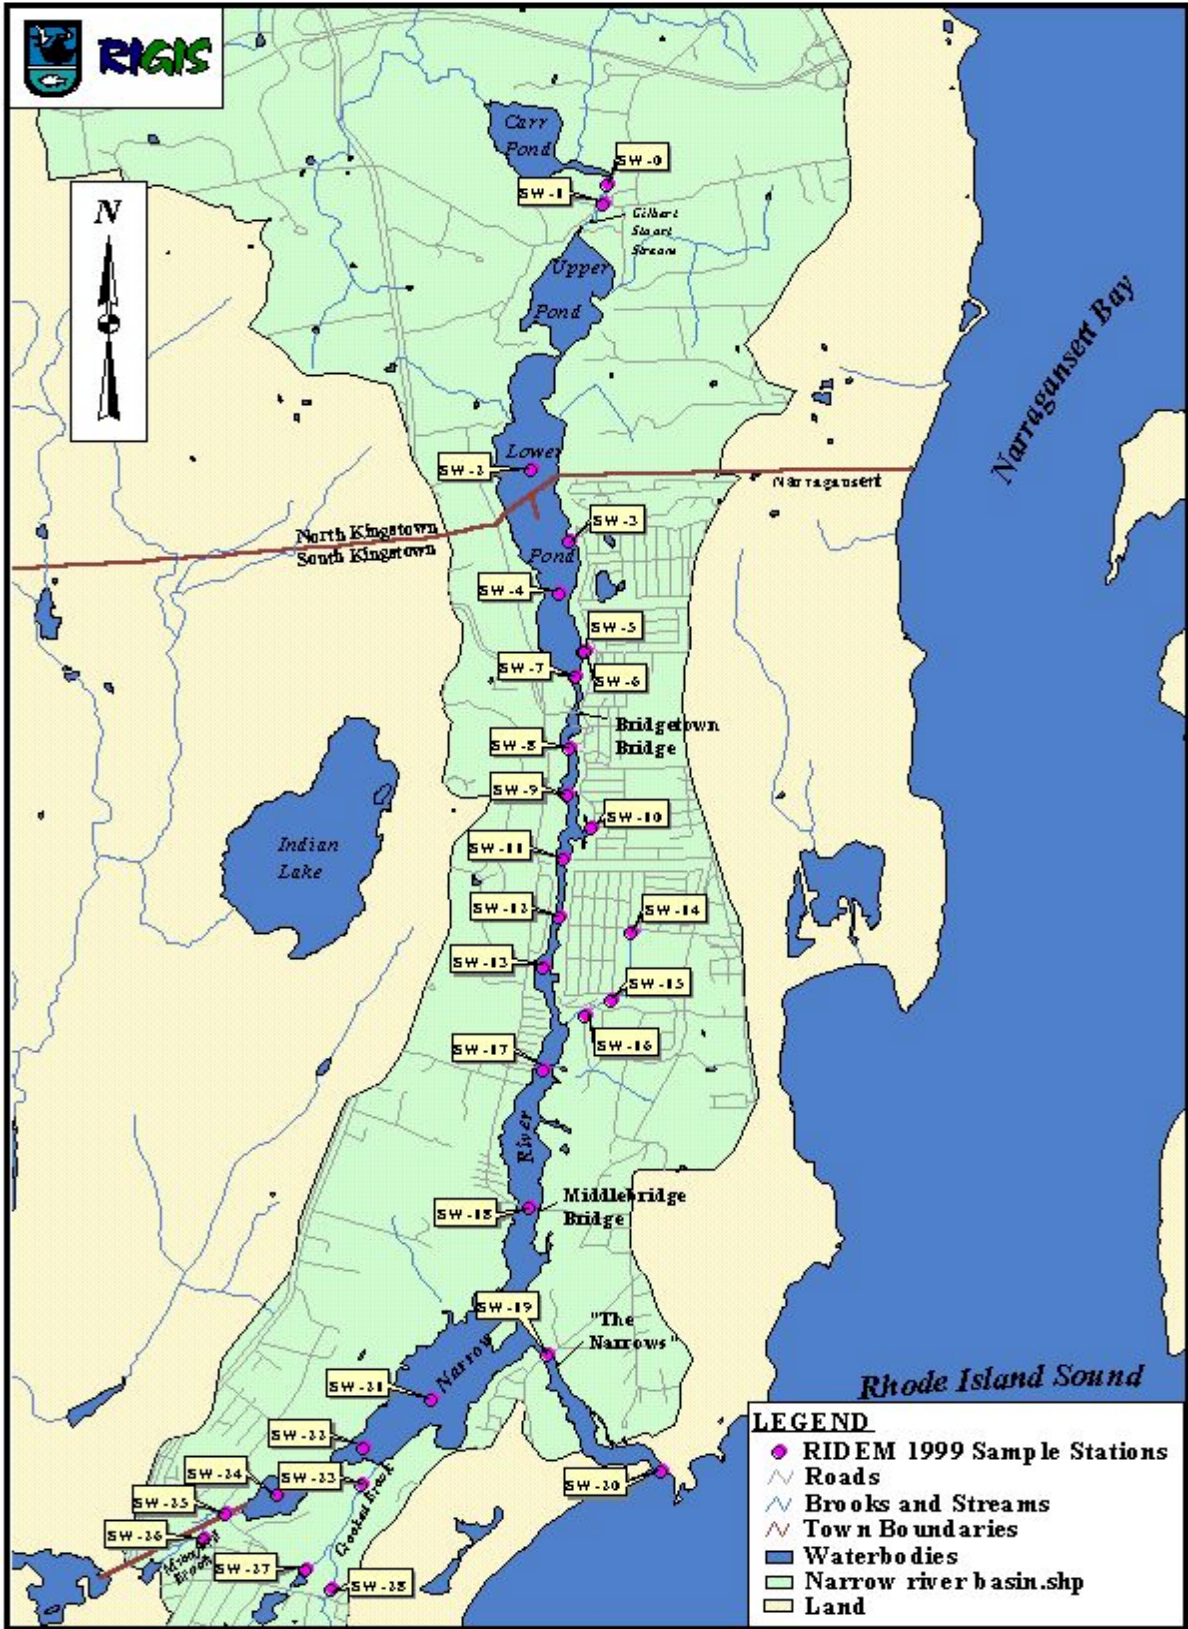 RIGIS
N
Carr
Pond
SW-0
SW-1
Gilbert
Stuart
Stream
Upper
Pond
Narragansett Bay
Lower
SW-2
Narragansett
North Kingstown
South Kingstown
SW-3
Pond
SW-4
SW-5
SW-7
SW-6
Bridgetown
Bridge
SW-8
SW-9
SW-10
Indian
Lake
SW-11
SW-12
SW-14
SW-13
SW-15
SW-16
SW-17
River
SW-18
Middlebridge
Bridge
SW-19
"The
Narrows"
Narrow
SW-21
Rhode Island Sound
SW-22
SW-24
SW-23
SW-25
SW-20
SW-26
Brook
Crooked Brook
SW-27
SW-28
LEGEND
RIDEM 1999 Sample Stations
Roads
Brooks and Streams
Town Boundaries
Waterbodies
Narrow river basin.shp
Land